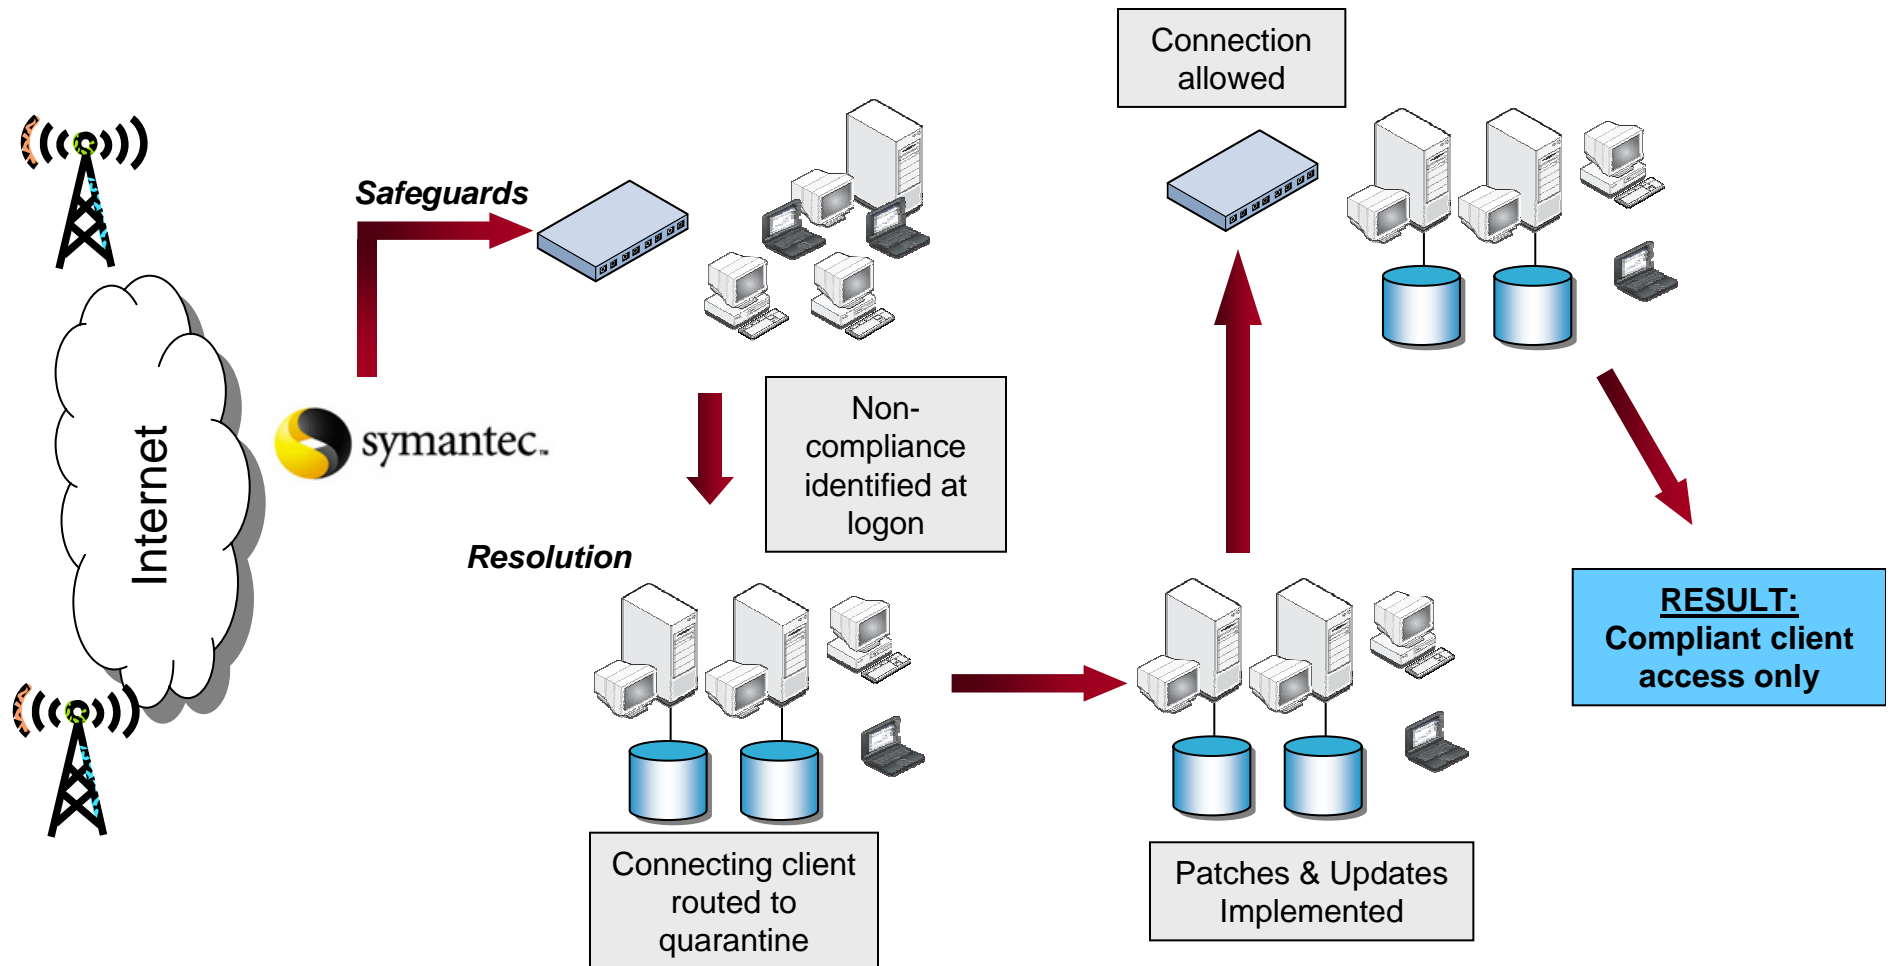 Connection
allowed
Safeguards
symantec™
Internet
Non-
compliance
identified at
logon
Resolution
RESULT:
Compliant client
access only
Connecting client
routed to
quarantine
Patches & Updates
Implemented